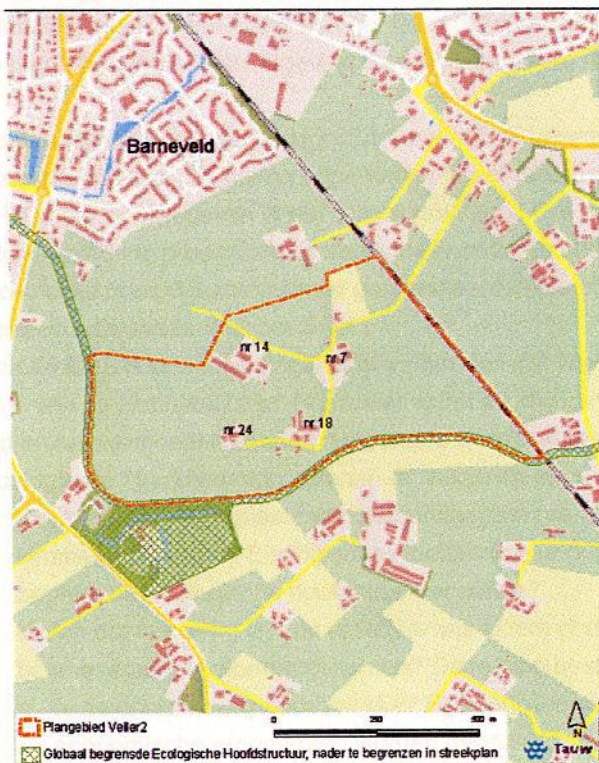 Barneveld
nr 14
nr 7
nr 18
nr 24
Plangebied Veller2
0 250 500 m
N
Globaal begrensde Ecologische Hoofdstructuur, nader te begrenzen in streekplan
Tauw